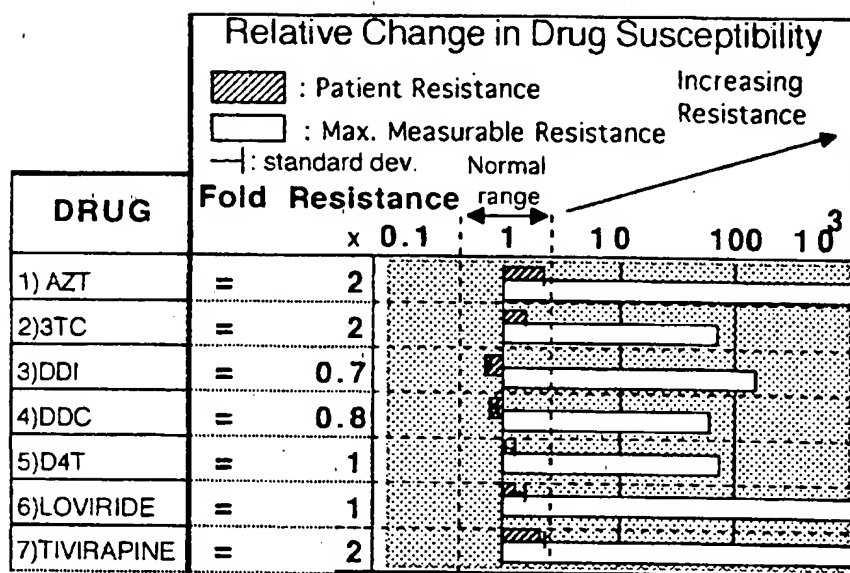 Relative Change in Drug Susceptibility
: Patient Resistance
Increasing
Resistance
: Max. Measurable Resistance
: standard dev.
Normal
range
DRUG
Fold Resistance
x 0.1 1 10 100 10³
1) AZT = 2
2)3TC = 2
3)DDI = 0.7
4)DDC = 0.8
5)D4T = 1
6)LOVIRIDE = 1
7)TIVIRAPINE = 2